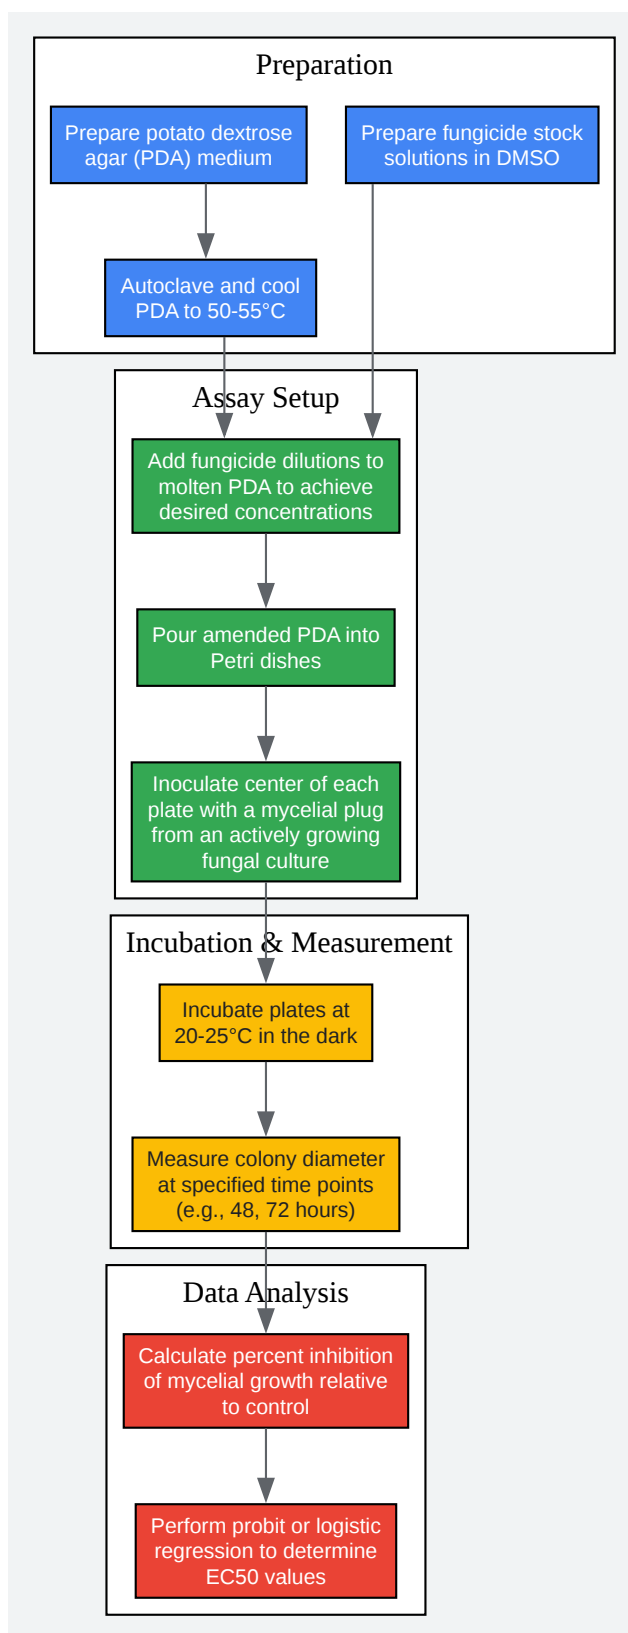 Preparation
Prepare potato dextrose
agar (PDA) medium
Prepare fungicide stock
solutions in DMSO
Autoclave and cool
PDA to 50-55°C
Assay Setup
Add fungicide dilutions to
molten PDA to achieve
desired concentrations
Pour amended PDA into
Petri dishes
Inoculate center of each
plate with a mycelial plug
from an actively growing
fungal culture
Incubation & Measurement
Incubate plates at
20-25°C in the dark
Measure colony diameter
at specified time points
(e.g., 48, 72 hours)
Data Analysis
Calculate percent inhibition
of mycelial growth relative
to control
Perform probit or logistic
regression to determine
EC50 values